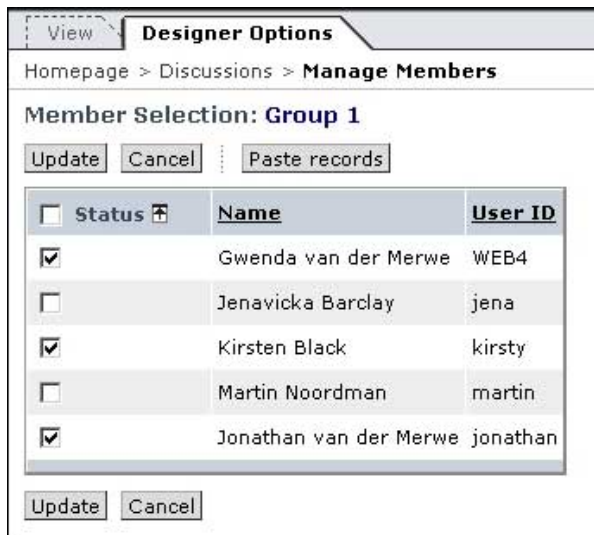 View Designer Options
Homepage > Discussions > Manage Members
Member Selection: Group 1
Update Cancel Paste records
Status Name User ID
Gwenda van der Merwe WEB4
Jenavicka Barclay jena
Kirsten Black kirsty
Martin Noordman martin
Jonathan van der Merwe jonathan
Update Cancel